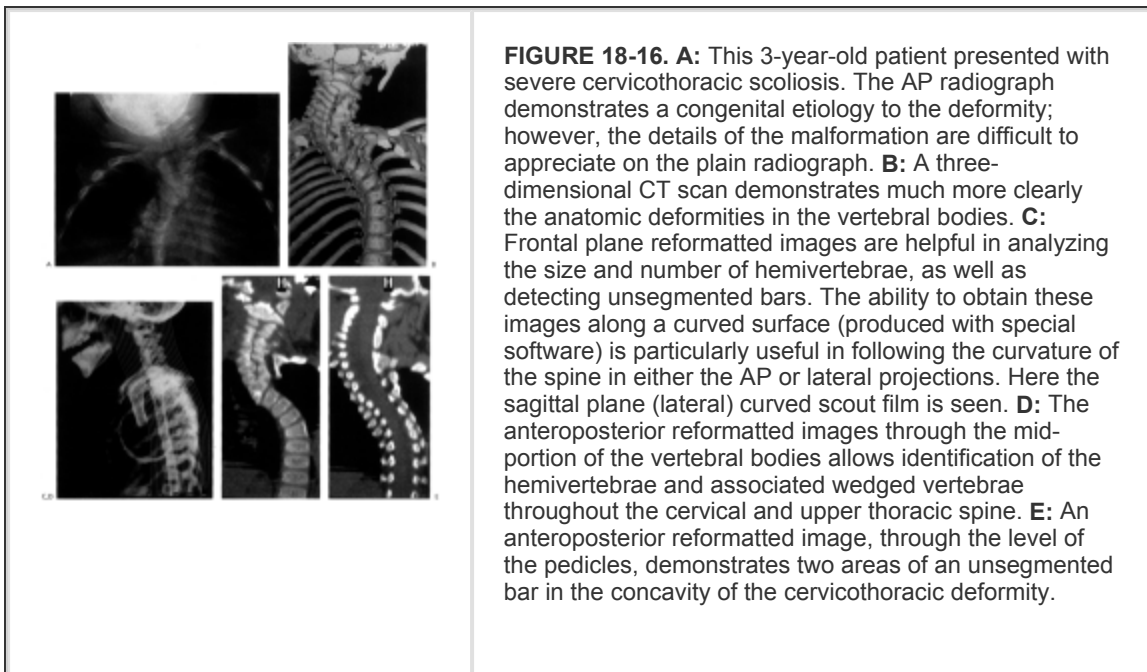 FIGURE 18-16. A: This 3-year-old patient presented with
severe cervicothoracic scoliosis. The AP radiograph
demonstrates a congenital etiology to the deformity;
however, the details of the malformation are difficult to
appreciate on the plain radiograph. B: A three-
dimensional CT scan demonstrates much more clearly
the anatomic deformities in the vertebral bodies. C:
Frontal plane reformatted images are helpful in analyzing
the size and number of hemivertebrae, as well as
detecting unsegmented bars. The ability to obtain these
images along a curved surface (produced with special
software) is particularly useful in following the curvature of
the spine in either the AP or lateral projections. Here the
sagittal plane (lateral) curved scout film is seen. D: The
anteroposterior reformatted images through the mid-
portion of the vertebral bodies allows identification of the
hemivertebrae and associated wedged vertebrae
throughout the cervical and upper thoracic spine. E: An
anteroposterior reformatted image, through the level of
the pedicles, demonstrates two areas of an unsegmented
bar in the concavity of the cervicothoracic deformity.
A
B
C,D
E